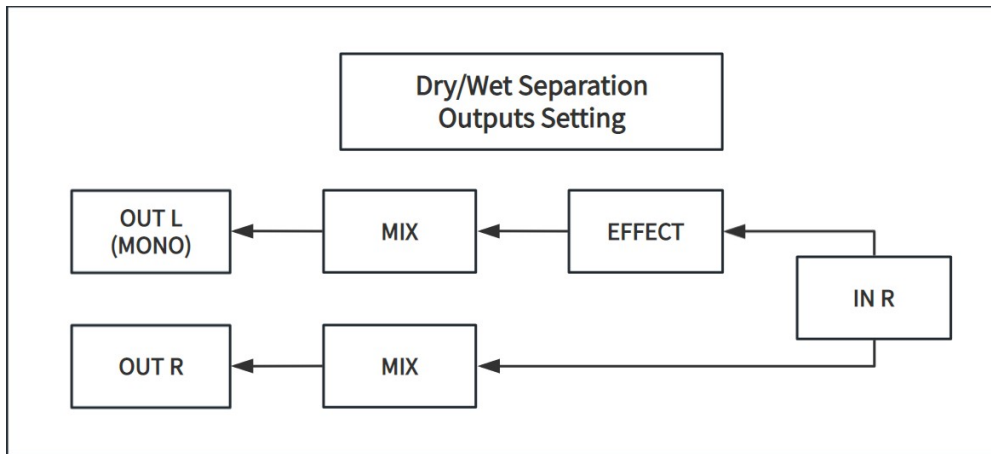 Dry/Wet Separation
Outputs Setting
OUT L
(MONO)
MIX
EFFECT
IN R
OUT R
MIX